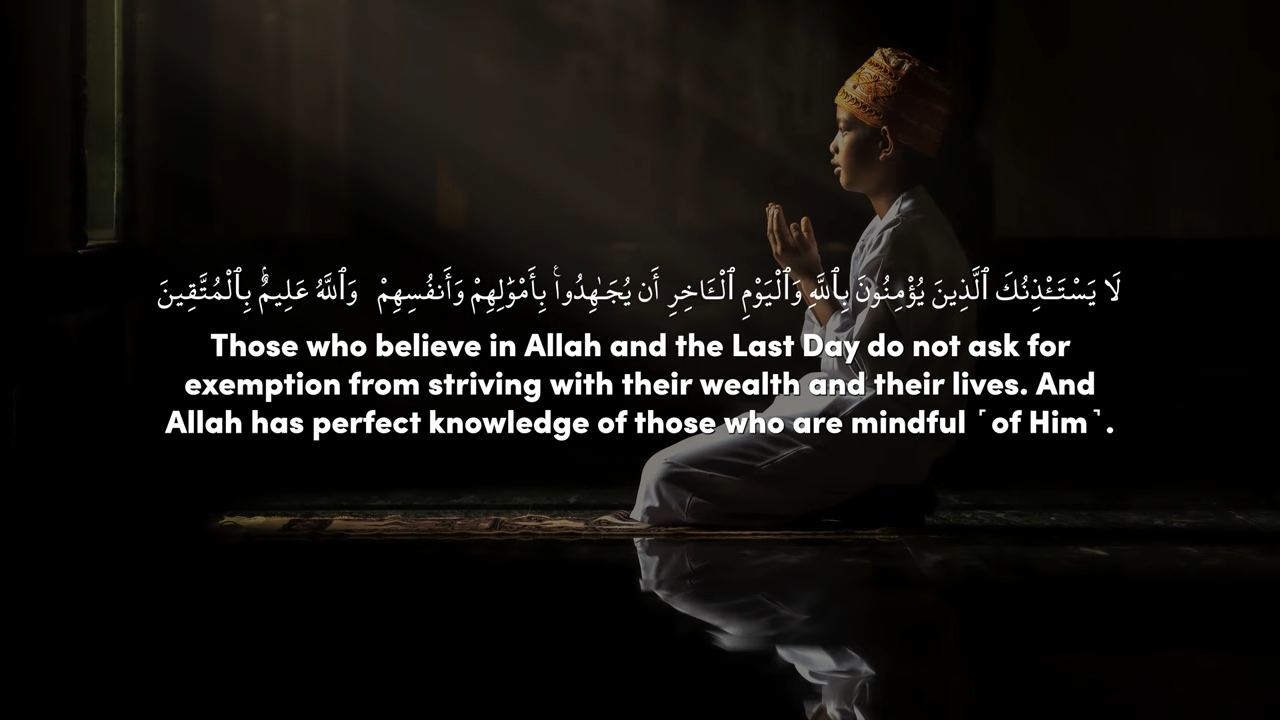 لَا يَسْتَـْٔذِنُكَ ٱلَّذِينَ يُؤْمِنُونَ بِٱللَّهِ وَٱلْيَوْمِ ٱلْـَٔاخِرِ أَن يُجَـٰهِدُوا۟ بِأَمْوَٰلِهِمْ وَأَنفُسِهِمْ وَٱللَّهُ عَلِيمٌۢ بِٱلْمُتَّقِينَ
Those who believe in Allah and the Last Day do not ask for
exemption from striving with their wealth and their lives. And
Allah has perfect knowledge of those who are mindful ˹of Him˺.